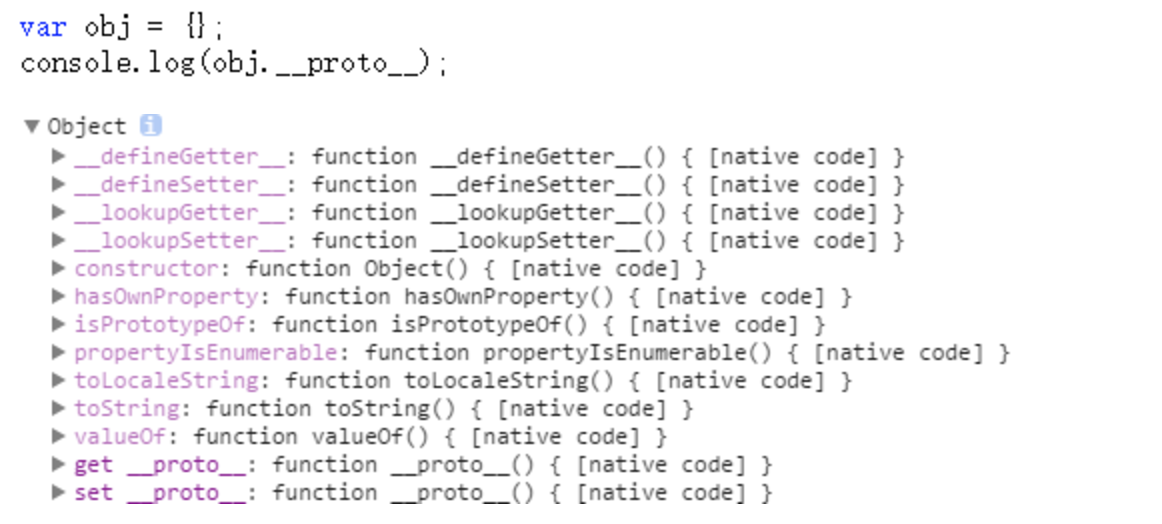 var obj = {};
console.log(obj.__proto__);
▼ Object i
▶ __defineGetter__: function __defineGetter__() { [native code] }
▶ __defineSetter__: function __defineSetter__() { [native code] }
▶ __lookupGetter__: function __lookupGetter__() { [native code] }
▶ __lookupSetter__: function __lookupSetter__() { [native code] }
▶ constructor: function Object() { [native code] }
▶ hasOwnProperty: function hasOwnProperty() { [native code] }
▶ isPrototypeOf: function isPrototypeOf() { [native code] }
▶ propertyIsEnumerable: function propertyIsEnumerable() { [native code] }
▶ toLocaleString: function toLocaleString() { [native code] }
▶ toString: function toString() { [native code] }
▶ valueOf: function valueOf() { [native code] }
▶ get __proto__: function __proto__() { [native code] }
▶ set __proto__: function __proto__() { [native code] }